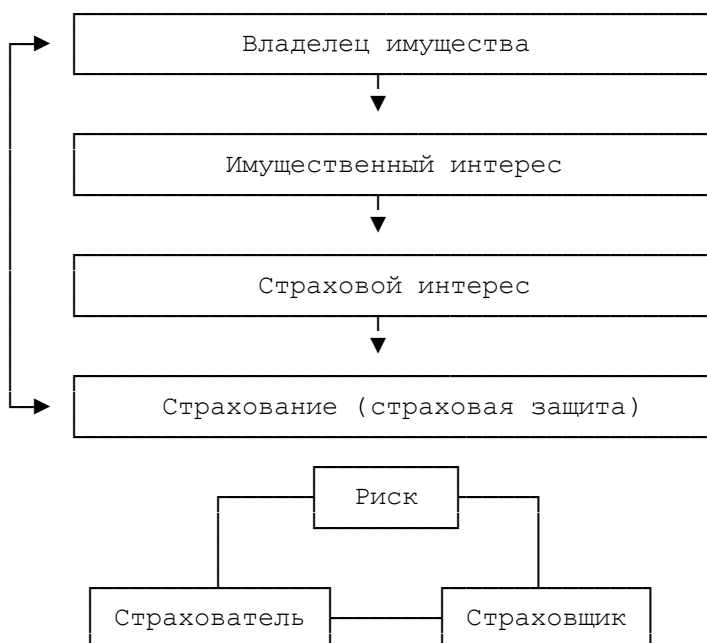 Владелец имущества
Имущественный интерес
Страховой интерес
Страхование (страховая защита)
Риск
Страхователь Страховщик